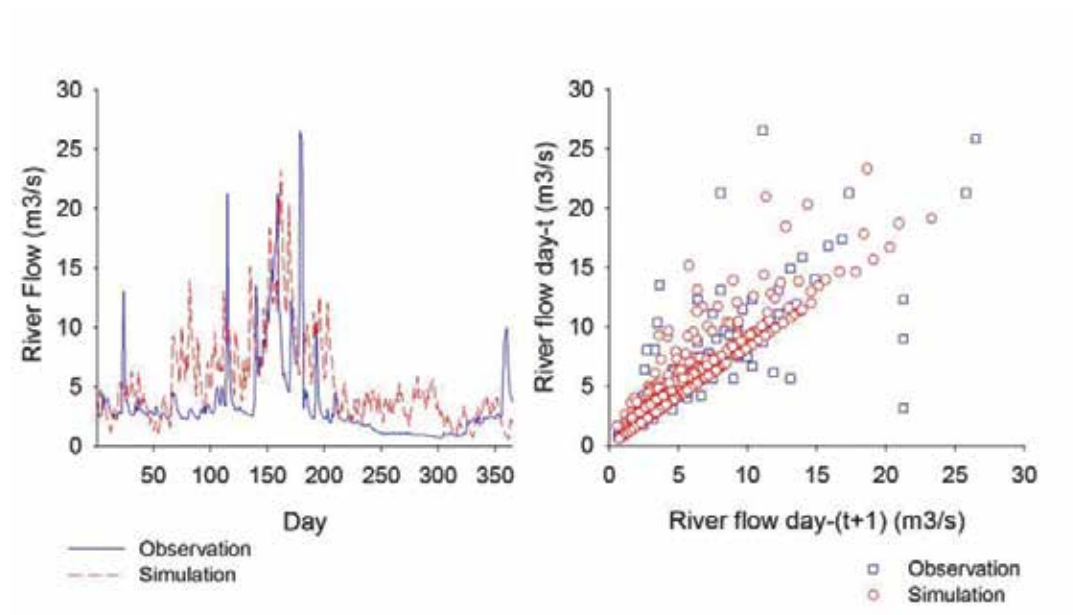 30
25
20
15
10
5
0
River Flow (m3/s)
50 100 150 200 250 300 350
Day
Observation
Simulation
30
25
20
15
10
5
0
River flow day-t (m3/s)
0 5 10 15 20 25 30
River flow day-(t+1) (m3/s)
Observation
Simulation